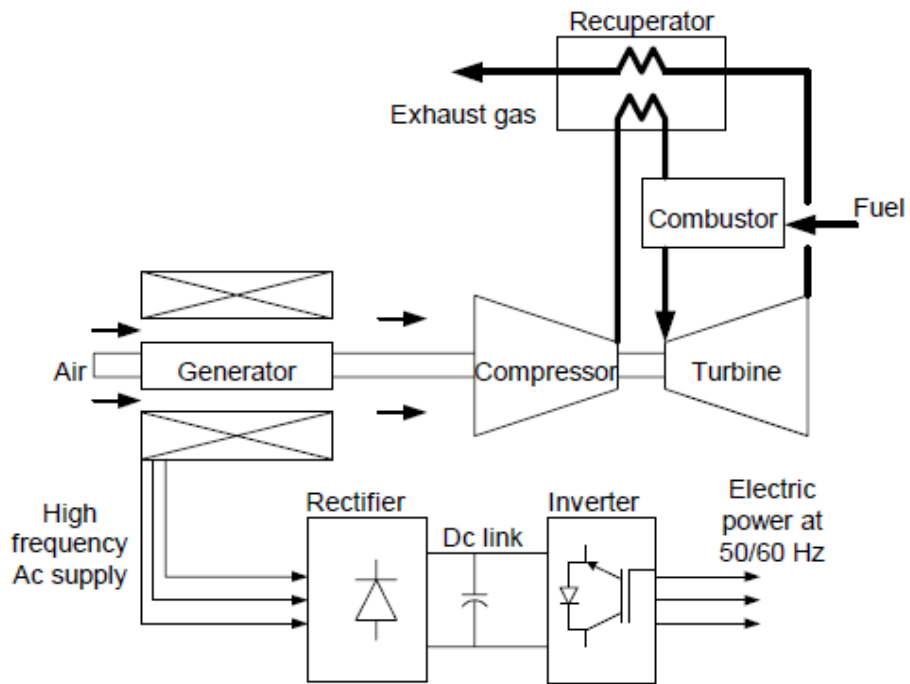 Recuperator
Exhaust gas
Combustor
Fuel
Air
Generator
Compressor
Turbine
High
frequency
Ac supply
Rectifier
Dc link
Inverter
Electric
power at
50/60 Hz